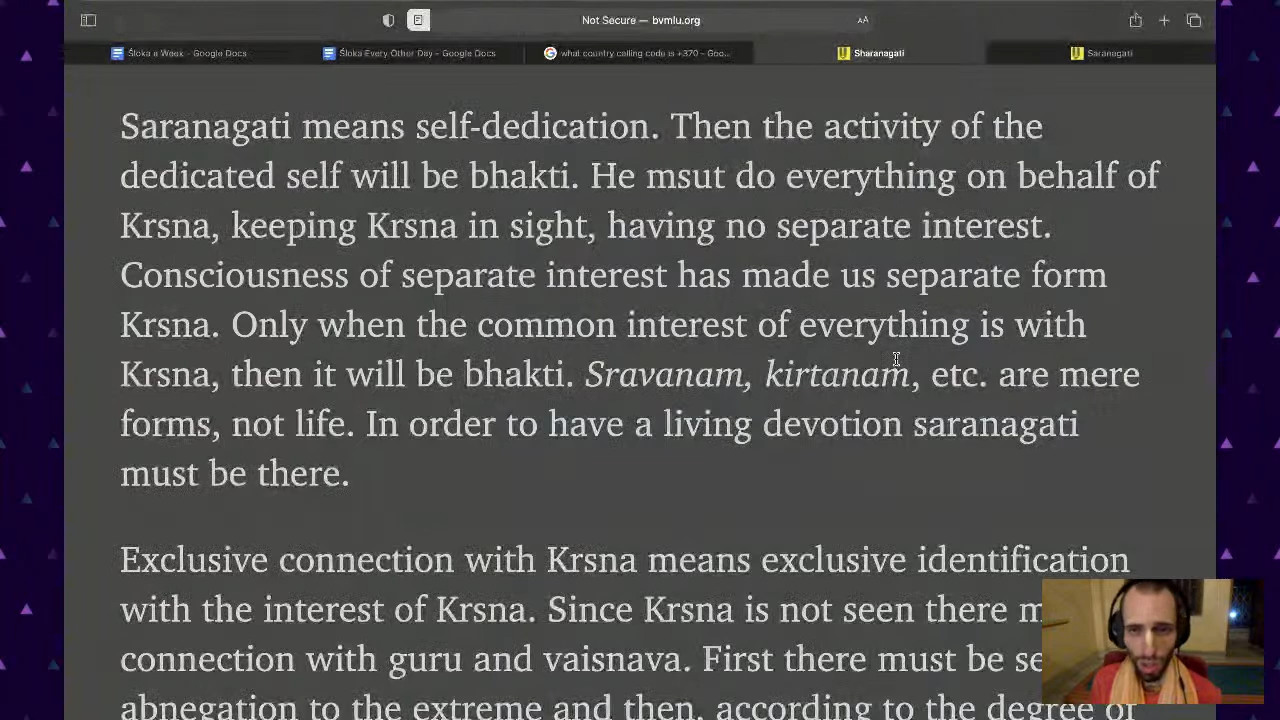 Not Secure — bvmlu.org
AA
Śloka e Week - Google Docs
Śloka Every Other Day - Google Docs
what country calling code is +370 - Goo...
Sharanagati
Saranagati
Saranagati means self-dedication. Then the activity of the
dedicated self will be bhakti. He msut do everything on behalf of
Krsna, keeping Krsna in sight, having no separate interest.
Consciousness of separate interest has made us separate form
Krsna. Only when the common interest of everything is with
Krsna, then it will be bhakti. Sravanam, kirtanam, etc. are mere
forms, not life. In order to have a living devotion saranagati
must be there.
Exclusive connection with Krsna means exclusive identification
with the interest of Krsna. Since Krsna is not seen there m
connection with guru and vaisnava. First there must be se
abnegation to the extreme and then, according to the degree of